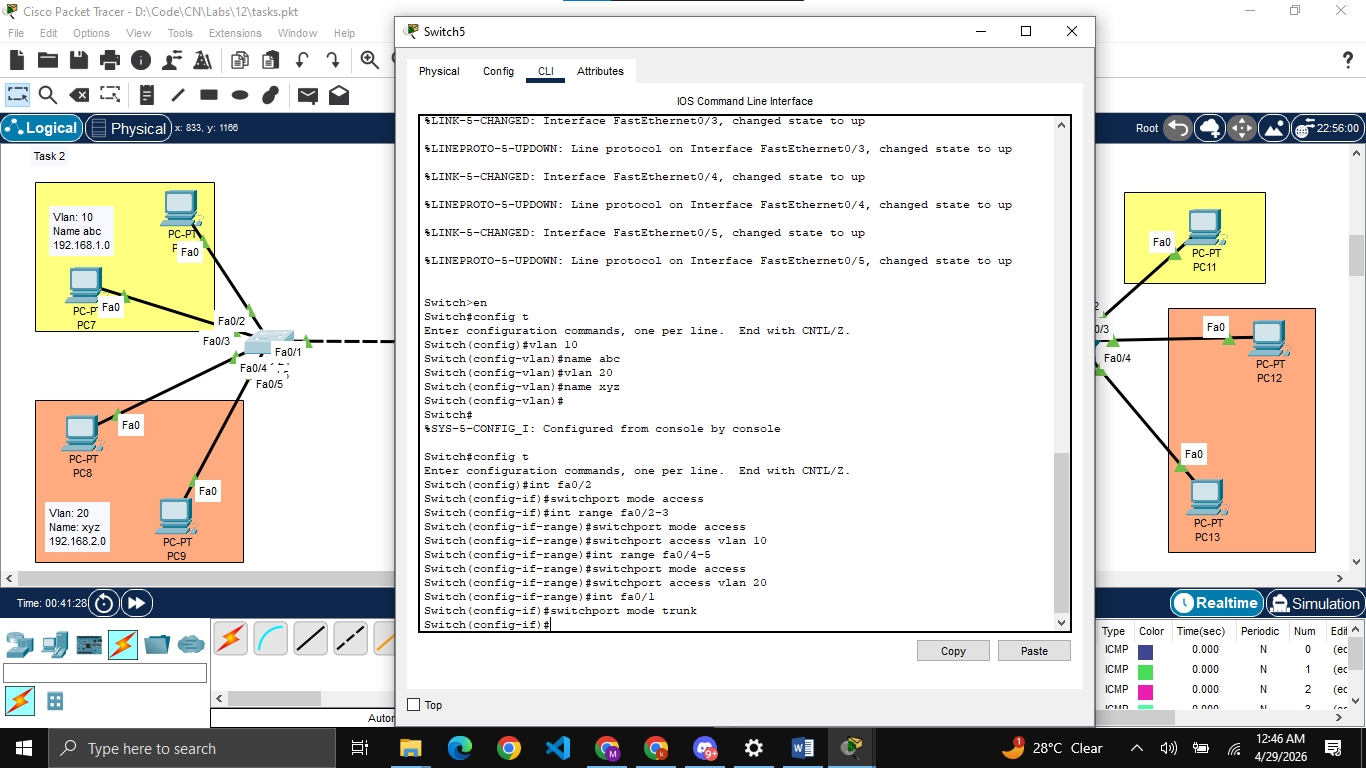 Cisco Packet Tracer - D:\Code\CN\Labs\12\tasks.pkt
File Edit Options View Tools Extensions Window Help
Logical Physical x: 833, y: 1166
Root 22:56:00
Task 2
Vlan: 10
Name abc
192.168.1.0
PC-PT
Fa0
PC7
Fa0
Fa0/2
Fa0/3
Fa0/1
Fa0/4
Fa0/5
Fa0
PC-PT
PC8
Fa0
Vlan: 20
Name: xyz
192.168.2.0
PC-PT
PC9
Switch5
Physical Config CLI Attributes
IOS Command Line Interface
%LINK-5-CHANGED: Interface FastEthernet0/3, changed state to up
%LINEPROTO-5-UPDOWN: Line protocol on Interface FastEthernet0/3, changed state to up
%LINK-5-CHANGED: Interface FastEthernet0/4, changed state to up
%LINEPROTO-5-UPDOWN: Line protocol on Interface FastEthernet0/4, changed state to up
%LINK-5-CHANGED: Interface FastEthernet0/5, changed state to up
%LINEPROTO-5-UPDOWN: Line protocol on Interface FastEthernet0/5, changed state to up
Switch>en
Switch#config t
Enter configuration commands, one per line.  End with CNTL/Z.
Switch(config)#vlan 10
Switch(config-vlan)#name abc
Switch(config-vlan)#vlan 20
Switch(config-vlan)#name xyz
Switch(config-vlan)#
Switch#
%SYS-5-CONFIG_I: Configured from console by console
Switch#config t
Enter configuration commands, one per line.  End with CNTL/Z.
Switch(config)#int fa0/2
Switch(config-if)#switchport mode access
Switch(config-if)#int range fa0/2-3
Switch(config-if-range)#switchport mode access
Switch(config-if-range)#switchport access vlan 10
Switch(config-if-range)#int range fa0/4-5
Switch(config-if-range)#switchport mode access
Switch(config-if-range)#switchport access vlan 20
Switch(config-if-range)#int fa0/1
Switch(config-if)#switchport mode trunk
Switch(config-if)#
Copy Paste
Top
Fa0
PC-PT
PC11
Fa0
PC-PT
PC12
Fa0/4
Fa0
PC-PT
PC13
Time: 00:41:28
Realtime Simulation
Type Color Time(sec) Periodic Num
ICMP 0.000 N 0
ICMP 0.000 N 1
ICMP 0.000 N 2
Type here to search
28°C Clear
12:46 AM
4/29/2026